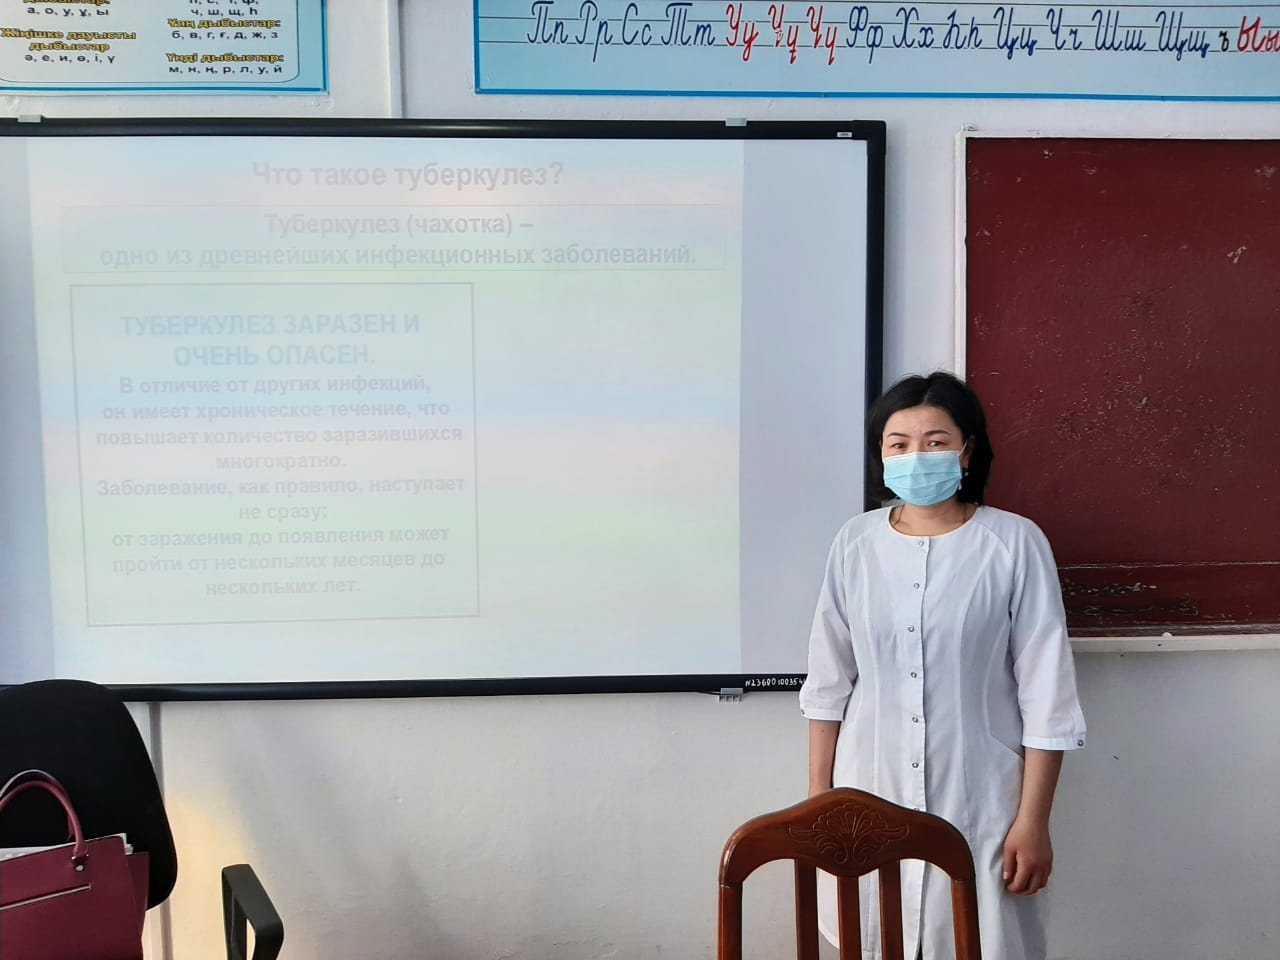 а, о, у, ұ, ы
Жіңішке дауысты
дыбыстар
ә, е, и, ө, і, ү
ч, ш, щ, һ
Ұяң дыбыстар:
б, в, г, ғ, д, ж, з
Үнді дыбыстар:
м, н, ң, р, л, у, й
Пп Рр Сс Тт Уу Ұұ Үү Фф Хх Һһ Цц Чч Шш Щщ ъ Ыы
Что такое туберкулез?
Туберкулез (чахотка) –
одно из древнейших инфекционных заболеваний.
ТУБЕРКУЛЕЗ ЗАРАЗЕН И
ОЧЕНЬ ОПАСЕН.
В отличие от других инфекций,
он имеет хроническое течение, что
повышает количество заразившихся
многократно.
Заболевание, как правило, наступает
не сразу:
от заражения до появления может
пройти от нескольких месяцев до
нескольких лет.